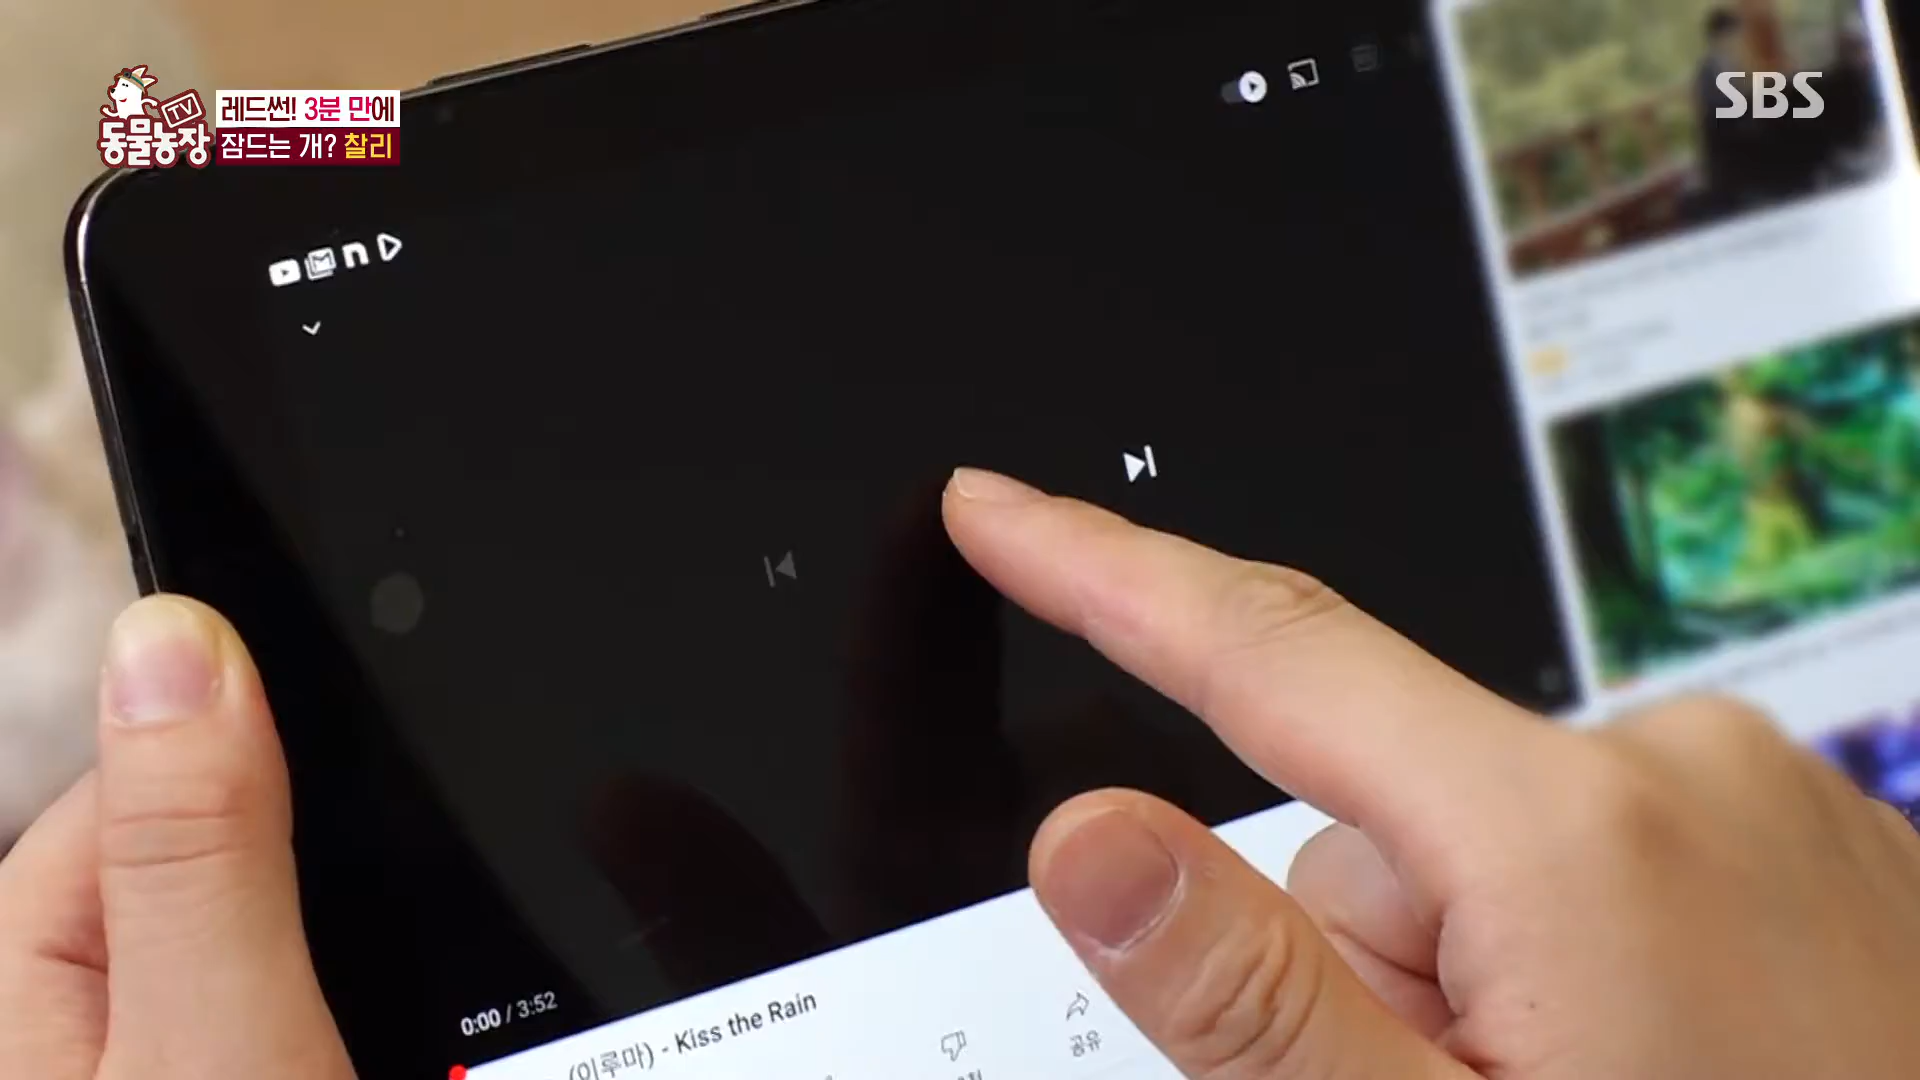 TV
동물농장
레드썬! 3분 만에
잠드는 개? 찰리
SBS
0:00 / 3:52
(이루마) - Kiss the Rain
공유